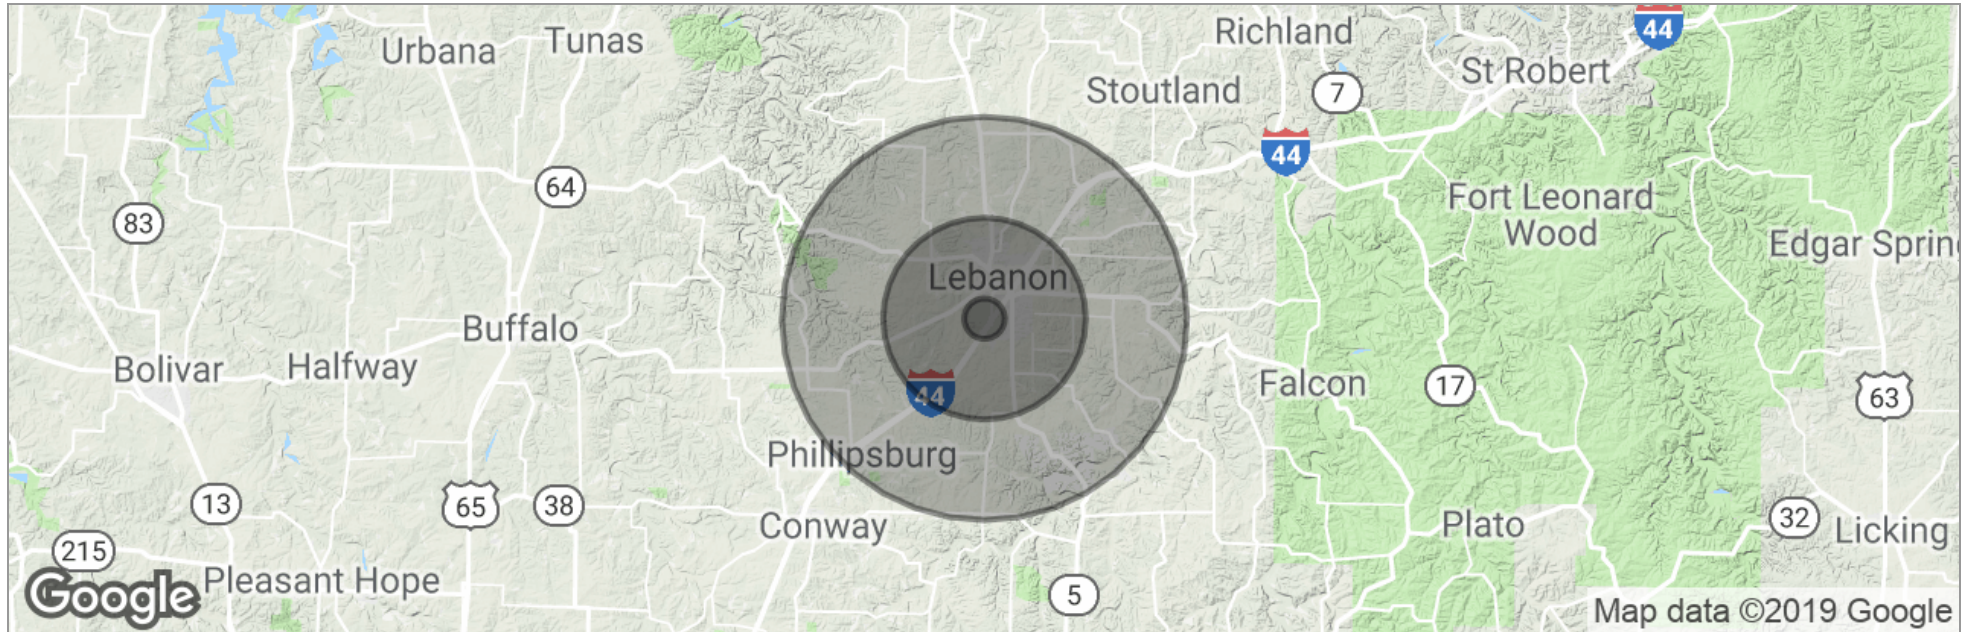 Urbana
Tunas
Richland
44
St Robert
Stoutland
7
44
64
83
Fort Leonard
Wood
Edgar Sprin
Lebanon
Buffalo
Bolivar
Halfway
44
Falcon
17
63
Phillipsburg
13
65
38
Conway
Plato
32
Licking
215
Pleasant Hope
5
Google
Map data ©2019 Google